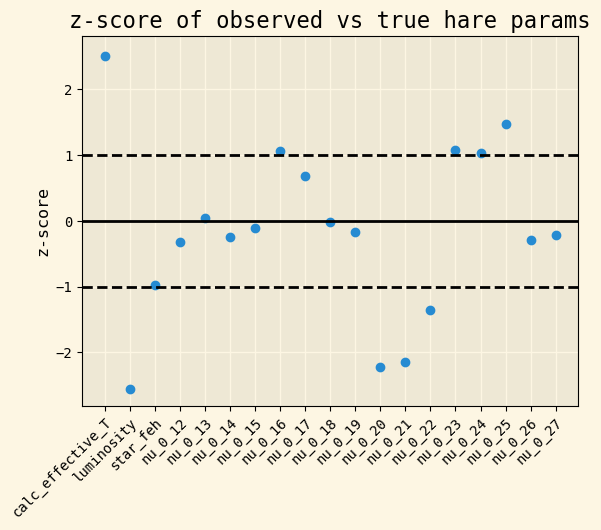 z-score of observed vs true hare params
z-score
2
1
0
−1
−2
calc_effective_T
luminosity
star_feh
nu_0_12
nu_0_13
nu_0_14
nu_0_15
nu_0_16
nu_0_17
nu_0_18
nu_0_19
nu_0_20
nu_0_21
nu_0_22
nu_0_23
nu_0_24
nu_0_25
nu_0_26
nu_0_27